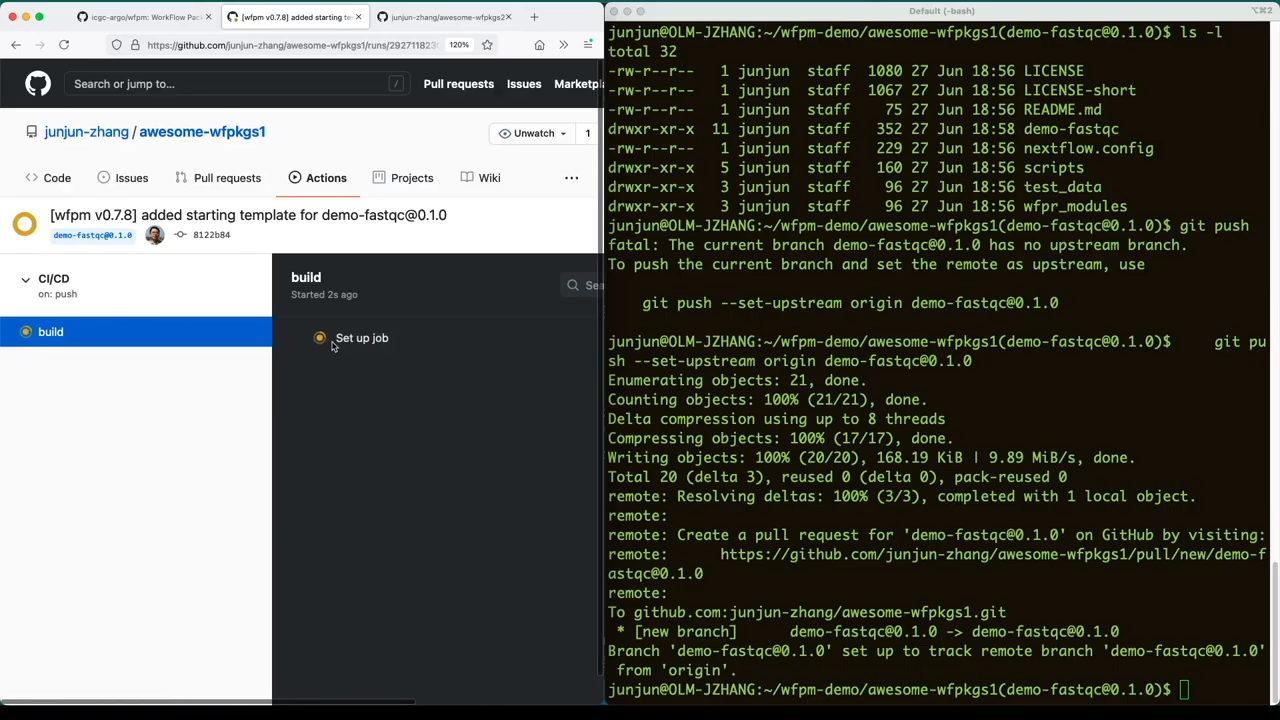 icgc-argo/wfpm: WorkFlow Pac
[wfpm v0.7.8] added starting te
junjun-zhang/awesome-wfpkgs2
Default (-bash)
⌥⌘2
https://github.com/junjun-zhang/awesome-wfpkgs1/runs/292711823
120%
Search or jump to...
/
Pull requests
Issues
Marketpl
junjun-zhang / awesome-wfpkgs1
Unwatch
1
Code
Issues
Pull requests
Actions
Projects
Wiki
[wfpm v0.7.8] added starting template for demo-fastqc@0.1.0
demo-fastqc@0.1.0
8122b84
CI/CD
on: push
build
build
Started 2s ago
Sea
Set up job
junjun@OLM-JZHANG:~/wfpm-demo/awesome-wfpkgs1(demo-fastqc@0.1.0)$ ls -l
total 32
-rw-r--r--   1 junjun  staff  1080 27 Jun 18:56 LICENSE
-rw-r--r--   1 junjun  staff  1067 27 Jun 18:56 LICENSE-short
-rw-r--r--   1 junjun  staff    75 27 Jun 18:56 README.md
drwxr-xr-x  11 junjun  staff   352 27 Jun 18:58 demo-fastqc
-rw-r--r--   1 junjun  staff   229 27 Jun 18:56 nextflow.config
drwxr-xr-x   5 junjun  staff   160 27 Jun 18:56 scripts
drwxr-xr-x   3 junjun  staff    96 27 Jun 18:56 test_data
drwxr-xr-x   3 junjun  staff    96 27 Jun 18:56 wfpr_modules
junjun@OLM-JZHANG:~/wfpm-demo/awesome-wfpkgs1(demo-fastqc@0.1.0)$ git push
fatal: The current branch demo-fastqc@0.1.0 has no upstream branch.
To push the current branch and set the remote as upstream, use
git push --set-upstream origin demo-fastqc@0.1.0
junjun@OLM-JZHANG:~/wfpm-demo/awesome-wfpkgs1(demo-fastqc@0.1.0)$     git pu
sh --set-upstream origin demo-fastqc@0.1.0
Enumerating objects: 21, done.
Counting objects: 100% (21/21), done.
Delta compression using up to 8 threads
Compressing objects: 100% (17/17), done.
Writing objects: 100% (20/20), 168.19 KiB | 9.89 MiB/s, done.
Total 20 (delta 3), reused 0 (delta 0), pack-reused 0
remote: Resolving deltas: 100% (3/3), completed with 1 local object.
remote:
remote: Create a pull request for 'demo-fastqc@0.1.0' on GitHub by visiting:
remote:      https://github.com/junjun-zhang/awesome-wfpkgs1/pull/new/demo-f
astqc@0.1.0
remote:
To github.com:junjun-zhang/awesome-wfpkgs1.git
* [new branch]      demo-fastqc@0.1.0 -> demo-fastqc@0.1.0
Branch 'demo-fastqc@0.1.0' set up to track remote branch 'demo-fastqc@0.1.0'
from 'origin'.
junjun@OLM-JZHANG:~/wfpm-demo/awesome-wfpkgs1(demo-fastqc@0.1.0)$